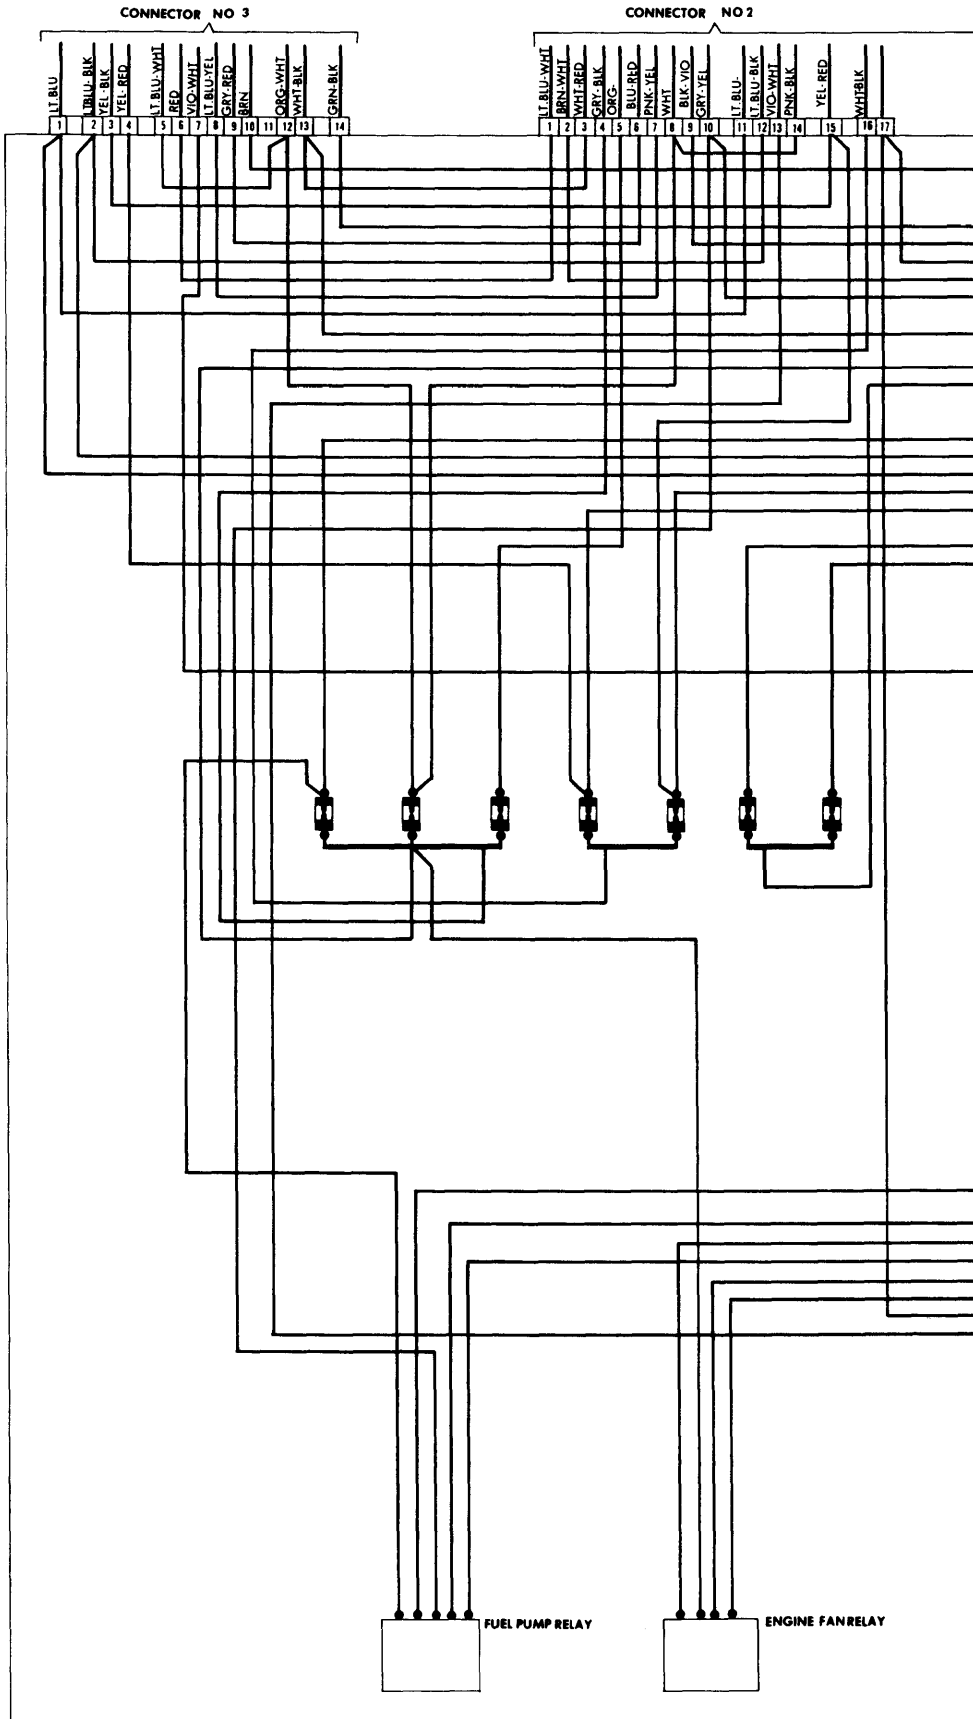 CONNECTOR NO 3
CONNECTOR NO 2
LT.BLU
LT.BLU-BLK
YEL-BLK
YEL-RED
LT.BLU-WHT
RED
VIO-WHT
LT.BLU-YEL
GRY-RED
BRN
ORG-WHT
WHT-BLK
GRN-BLK
LT.BLU-WHT
BRN-WHT
WHT-RED
GRY-BLK
ORG-
BLU-RED
PNK-YEL
WHT
BLK-VIO
GRY-YEL
LT.BLU-
LT.BLU-BLK
VIO-WHT
PNK-BLK
YEL-RED
WHT-BLK
1 2 3 4 5 6 7 8 9 10 11 12 13 14
1 2 3 4 5 6 7 8 9 10 11 12 13 14 15 16 17
FUEL PUMP RELAY
ENGINE FAN RELAY